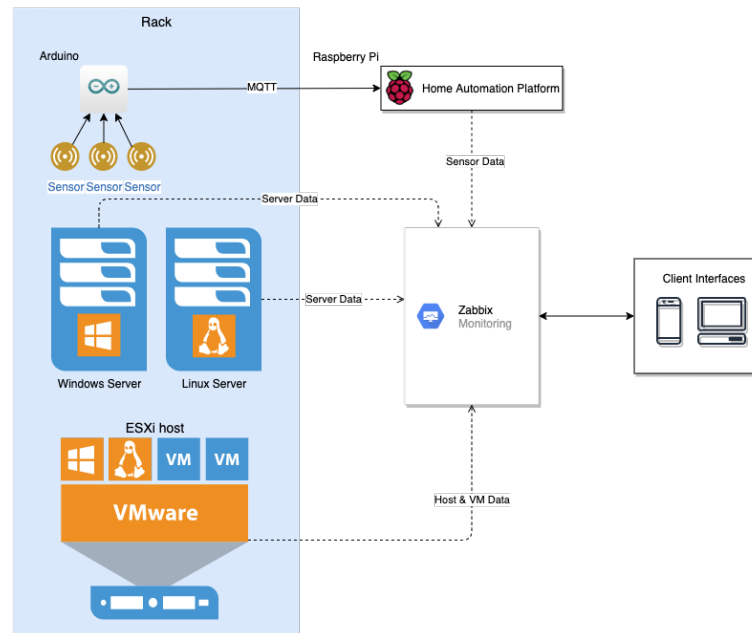 Rack
Arduino
Raspberry Pi
MQTT
Home Automation Platform
Sensor Sensor Sensor
Sensor Data
Server Data
Server Data
Zabbix
Monitoring
Client Interfaces
Windows Server
Linux Server
ESXi host
VM
VM
VMware
Host & VM Data